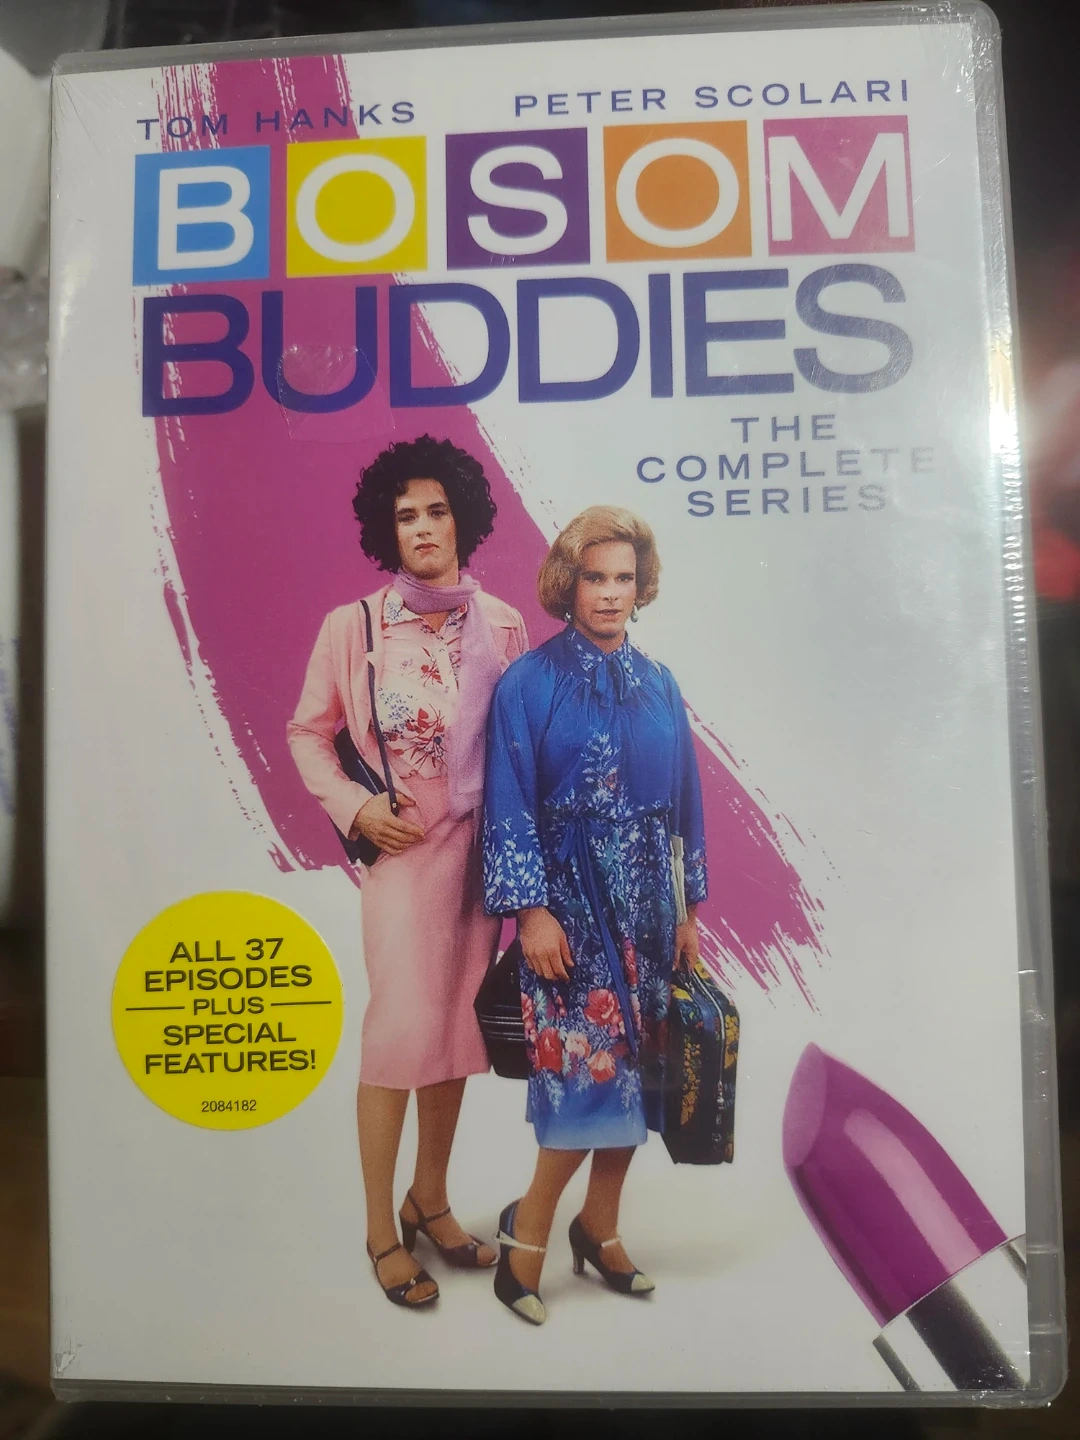 TOM HANKS PETER SCOLARI
BOSOM
BUDDIES
THE
COMPLETE
SERIES
ALL 37
EPISODES
PLUS
SPECIAL
FEATURES!
2084182